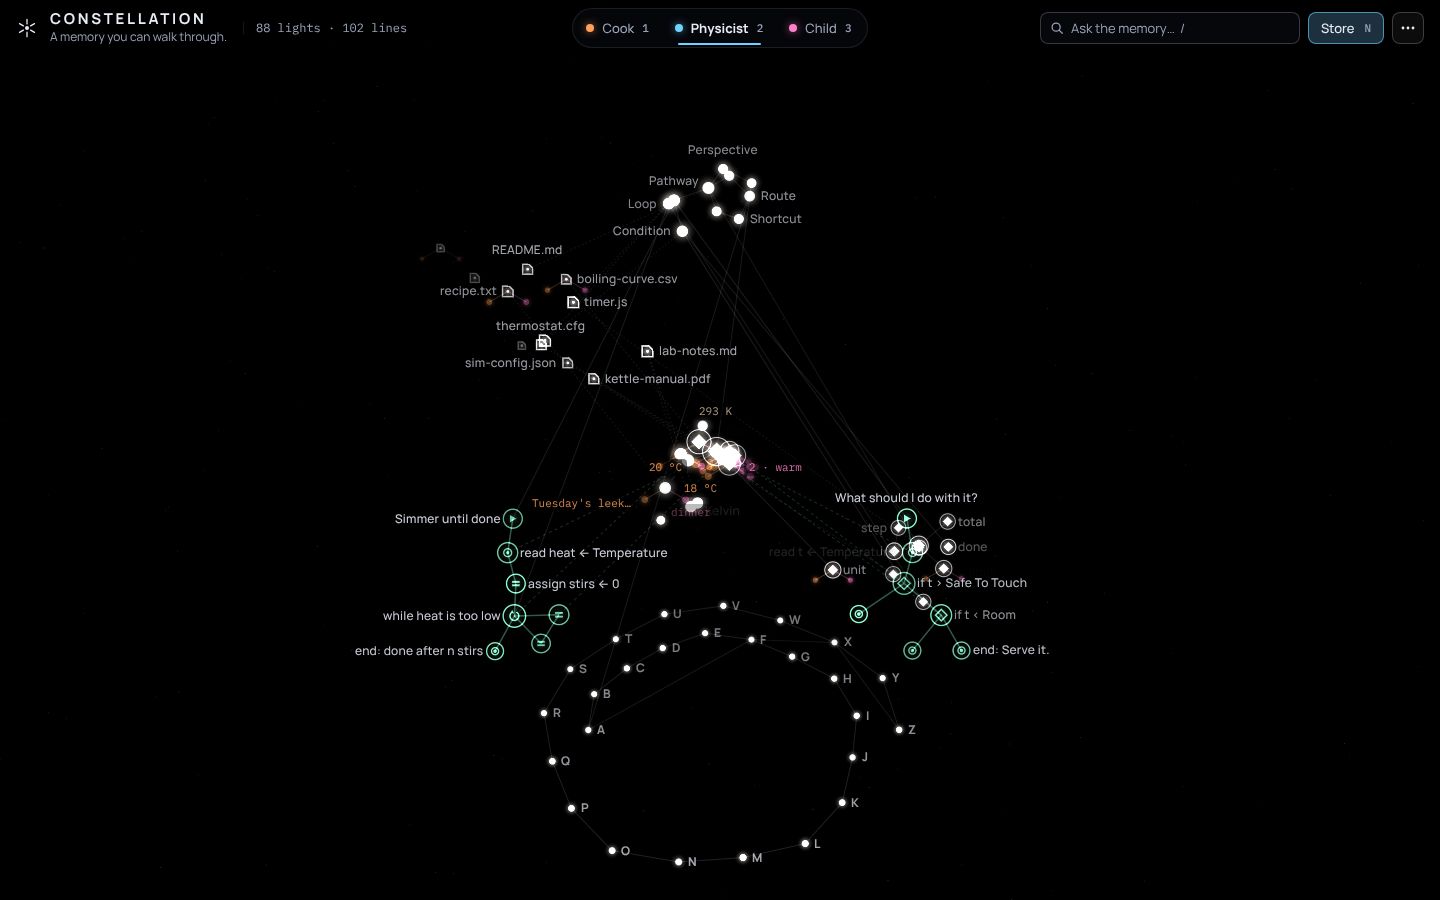 CONSTELLATION
A memory you can walk through.
88 lights · 102 lines
Cook 1
Physicist 2
Child 3
Ask the memory… /
Store N
Perspective
Pathway
Route
Loop
Shortcut
Condition
README.md
boiling-curve.csv
recipe.txt
timer.js
thermostat.cfg
lab-notes.md
sim-config.json
kettle-manual.pdf
293 K
20 °C
2 · warm
18 °C
Tuesday's leek…
dinner
What should I do with it?
Simmer until done
step
total
read heat ← Temperature
read t ←
done
unit
assign stirs ← 0
if t > Safe To Touch
while heat is too low
if t < Room
end: done after n stirs
end: Serve it.
V
U
W
T
E
F
X
D
G
S
C
H
Y
B
R
I
A
Z
Q
J
P
K
O
L
N
M